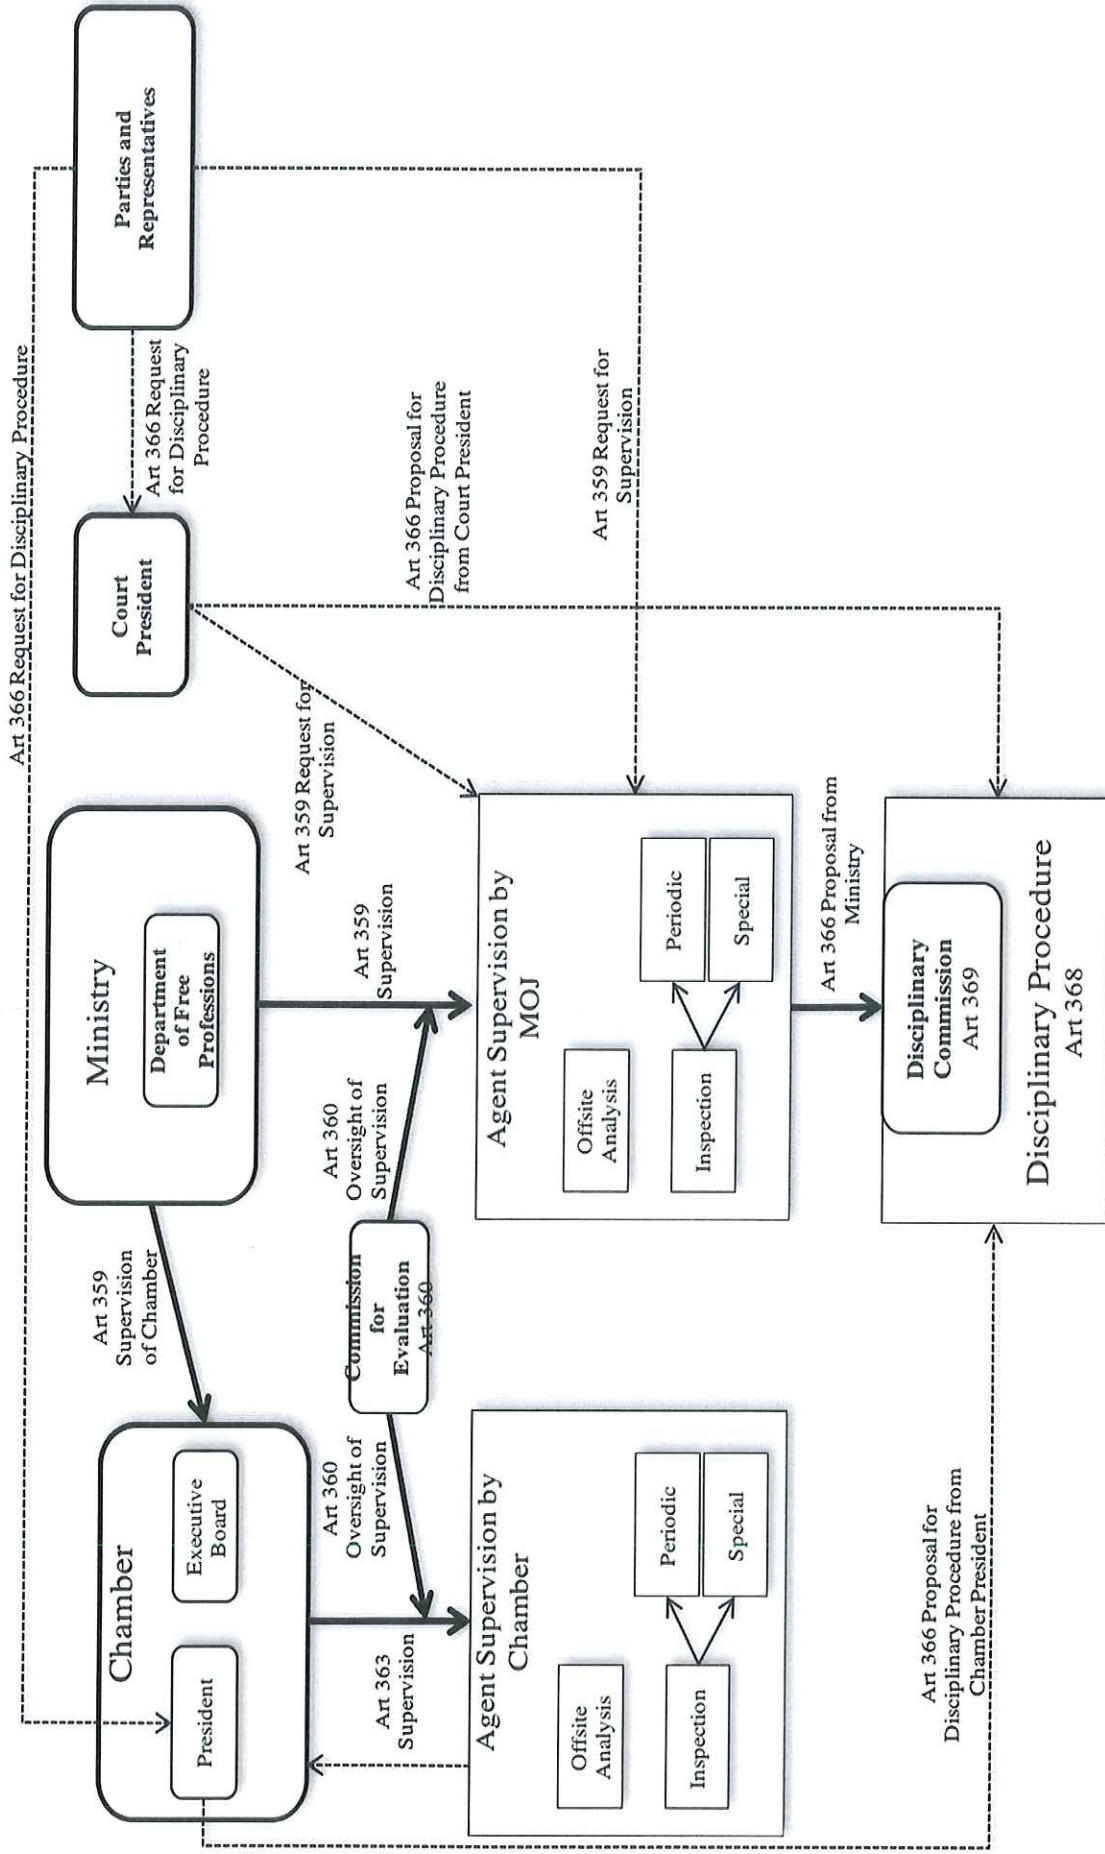 Art 366 Request for Disciplinary Procedure
Chamber
President
Executive
Board
Art 359
Supervision
of Chamber
Ministry
Department
of Free
Professions
Court
President
Art 366 Request
for Disciplinary
Procedure
Parties and
Representatives
Art 363
Supervision
Art 360
Oversight of
Supervision
Commission
for
Evaluation
Art 360
Art 360
Oversight of
Supervision
Art 359
Supervision
Art 359 Request for
Supervision
Art 366 Proposal for
Disciplinary Procedure
from Court President
Art 359 Request for
Supervision
Agent Supervision by
Chamber
Offsite
Analysis
Inspection
Periodic
Special
Agent Supervision by
MOJ
Offsite
Analysis
Inspection
Periodic
Special
Art 366 Proposal from
Ministry
Art 366 Proposal for
Disciplinary Procedure from
Chamber President
Disciplinary
Commission
Art 369
Disciplinary Procedure
Art 368